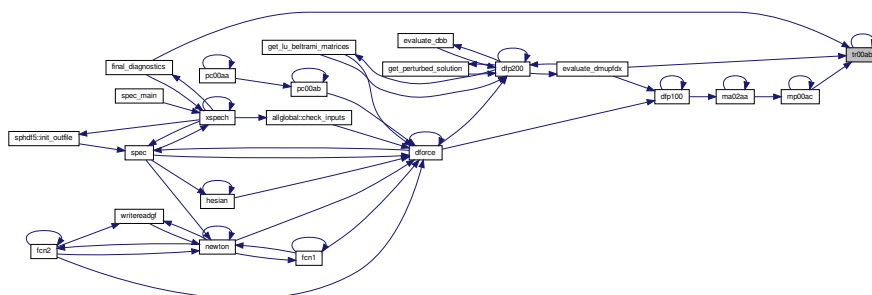 evaluate_dbb
get_lu_beltrami_matrices
tr00ab
final_diagnostics
get_perturbed_solution
dfp200
evaluate_dmupfdx
pc00aa
pc00ab
spec_main
dfp100
ma02aa
mp00ac
xspech
allglobal::check_inputs
sphdf5::init_outfile
spec
dforce
hesian
writereadgf
newton
fcn2
fcn1